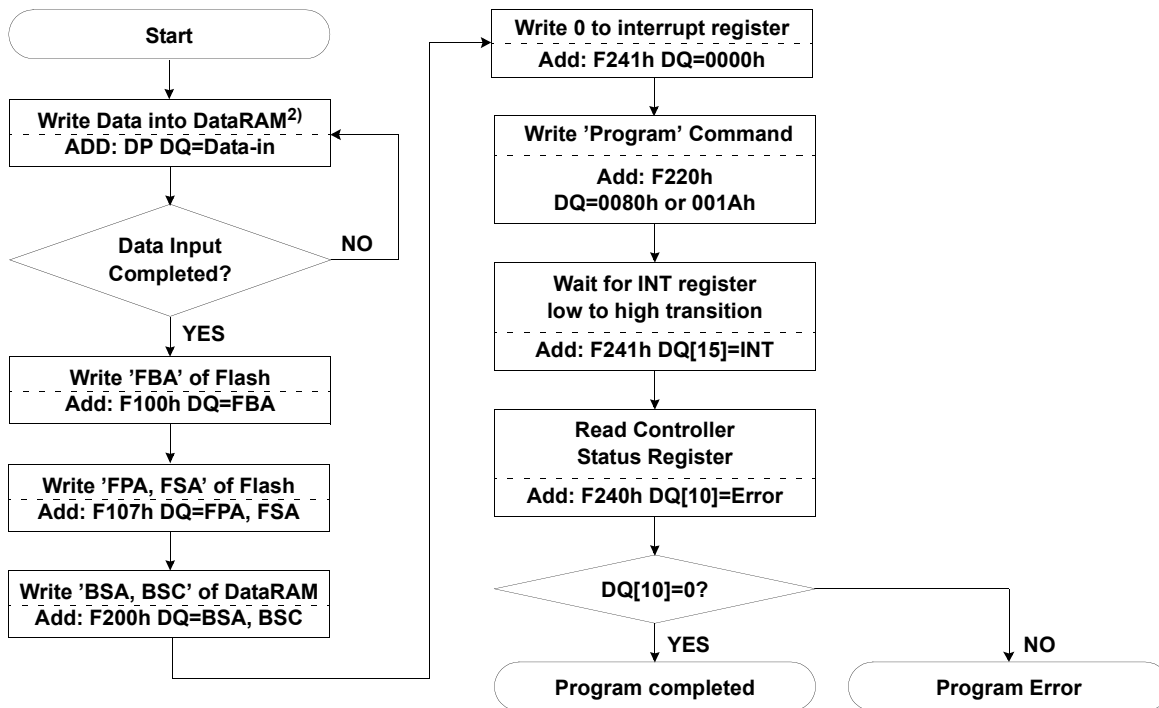 Start
Write Data into DataRAM2)
ADD: DP DQ=Data-in
Data Input
Completed?
NO
YES
Write ’FBA’ of Flash
Add: F100h DQ=FBA
Write ’FPA, FSA’ of Flash
Add: F107h DQ=FPA, FSA
Write ’BSA, BSC’ of DataRAM
Add: F200h DQ=BSA, BSC
Write 0 to interrupt register
Add: F241h DQ=0000h
Write ’Program’ Command
Add: F220h
DQ=0080h or 001Ah
Wait for INT register
low to high transition
Add: F241h DQ[15]=INT
Read Controller
Status Register
Add: F240h DQ[10]=Error
DQ[10]=0?
YES
NO
Program completed
Program Error